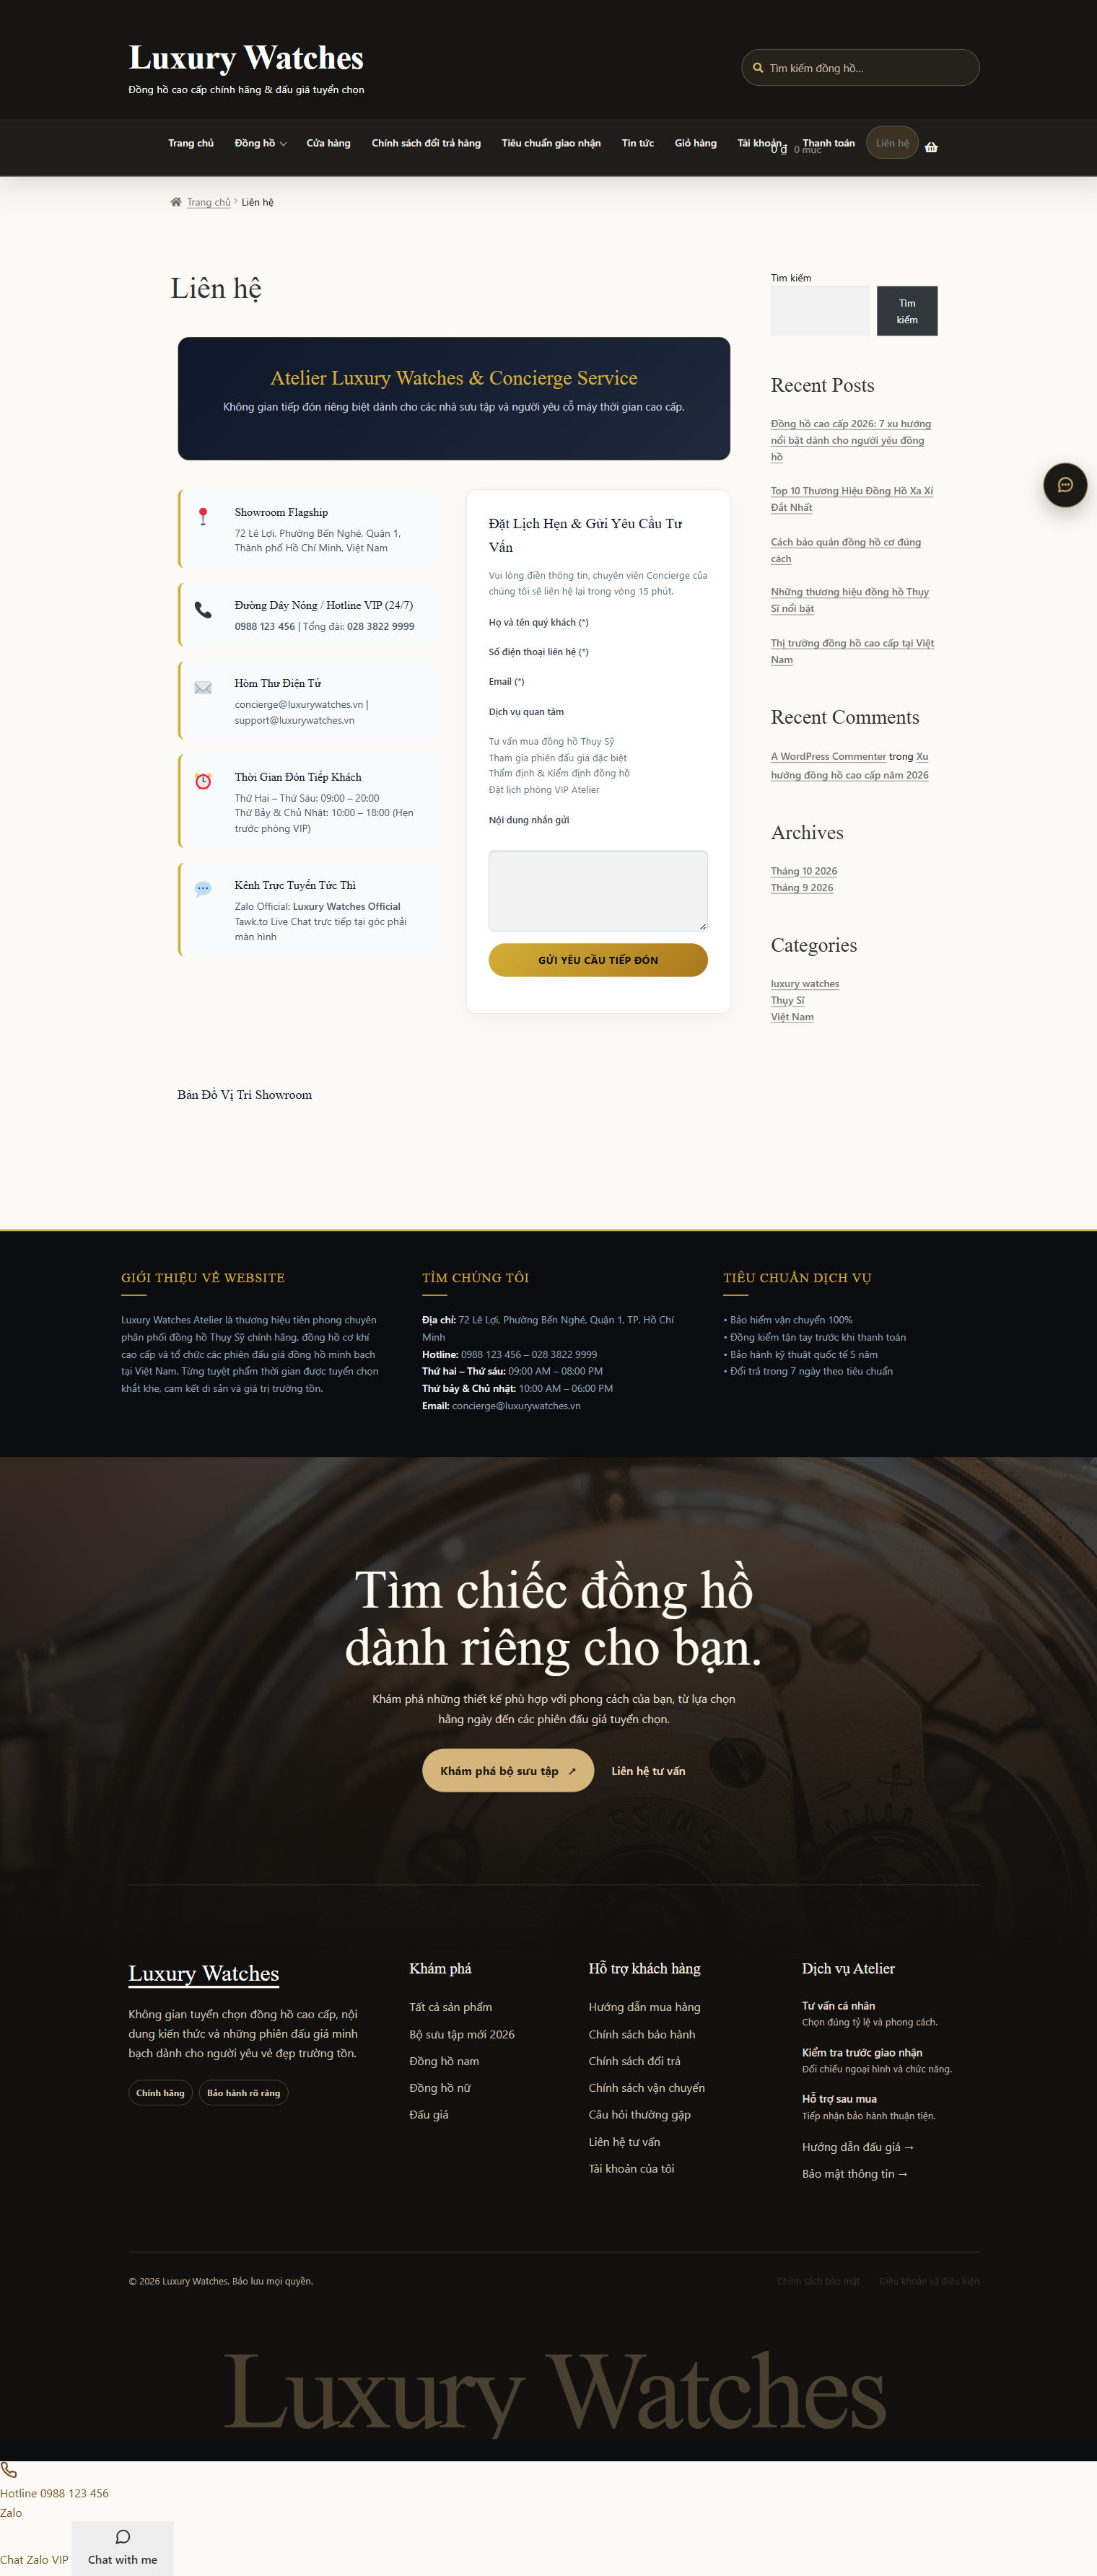 Luxury Watches
Đồng hồ cao cấp chính hãng & đấu giá tuyển chọn
Tìm kiếm đồng hồ...
Trang chủ
Đồng hồ
Cửa hàng
Chính sách đổi trả hàng
Tiêu chuẩn giao nhận
Tin tức
Giỏ hàng
Tài khoản
Thanh toán
Liên hệ
0 ₫ 0 mục
Trang chủ › Liên hệ
Liên hệ
Atelier Luxury Watches & Concierge Service
Không gian tiếp đón riêng biệt dành cho các nhà sưu tập và người yêu cỗ máy thời gian cao cấp.
Showroom Flagship
72 Lê Lợi, Phường Bến Nghé, Quận 1,
Thành phố Hồ Chí Minh, Việt Nam
Đường Dây Nóng / Hotline VIP (24/7)
0988 123 456 | Tổng đài: 028 3822 9999
Hòm Thư Điện Tử
concierge@luxurywatches.vn |
support@luxurywatches.vn
Thời Gian Đón Tiếp Khách
Thứ Hai – Thứ Sáu: 09:00 – 20:00
Thứ Bảy & Chủ Nhật: 10:00 – 18:00 (Hẹn
trước phòng VIP)
Kênh Trực Tuyến Tức Thì
Zalo Official: Luxury Watches Official
Tawk.to Live Chat trực tiếp tại góc phải
màn hình
Đặt Lịch Hẹn & Gửi Yêu Cầu Tư
Vấn
Vui lòng điền thông tin, chuyên viên Concierge của
chúng tôi sẽ liên hệ lại trong vòng 15 phút.
Họ và tên quý khách (*)
Số điện thoại liên hệ (*)
Email (*)
Dịch vụ quan tâm
Tư vấn mua đồng hồ Thụy Sỹ
Tham gia phiên đấu giá đặc biệt
Thẩm định & Kiểm định đồng hồ
Đặt lịch phòng VIP Atelier
Nội dung nhắn gửi
GỬI YÊU CẦU TIẾP ĐÓN
Bản Đồ Vị Trí Showroom
Tìm kiếm
Tìm
kiếm
Recent Posts
Đồng hồ cao cấp 2026: 7 xu hướng
nổi bật dành cho người yêu đồng
hồ
Top 10 Thương Hiệu Đồng Hồ Xa Xỉ
Đắt Nhất
Cách bảo quản đồng hồ cơ đúng
cách
Những thương hiệu đồng hồ Thụy
Sĩ nổi bật
Thị trường đồng hồ cao cấp tại Việt
Nam
Recent Comments
A WordPress Commenter trong Xu
hướng đồng hồ cao cấp năm 2026
Archives
Tháng 10 2026
Tháng 9 2026
Categories
luxury watches
Thụy Sĩ
Việt Nam
GIỚI THIỆU VỀ WEBSITE
Luxury Watches Atelier là thương hiệu tiên phong chuyên
phân phối đồng hồ Thụy Sỹ chính hãng, đồng hồ cơ khí
cao cấp và tổ chức các phiên đấu giá đồng hồ minh bạch
tại Việt Nam. Từng tuyệt phẩm thời gian được tuyển chọn
khắt khe, cam kết di sản và giá trị trường tồn.
TÌM CHÚNG TÔI
Địa chỉ: 72 Lê Lợi, Phường Bến Nghé, Quận 1, TP. Hồ Chí
Minh
Hotline: 0988 123 456 – 028 3822 9999
Thứ hai – Thứ sáu: 09:00 AM – 08:00 PM
Thứ bảy & Chủ nhật: 10:00 AM – 06:00 PM
Email: concierge@luxurywatches.vn
TIÊU CHUẨN DỊCH VỤ
• Bảo hiểm vận chuyển 100%
• Đồng kiểm tận tay trước khi thanh toán
• Bảo hành kỹ thuật quốc tế 5 năm
• Đổi trả trong 7 ngày theo tiêu chuẩn
Tìm chiếc đồng hồ
dành riêng cho bạn.
Khám phá những thiết kế phù hợp với phong cách của bạn, từ lựa chọn
hằng ngày đến các phiên đấu giá tuyển chọn.
Khám phá bộ sưu tập ↗
Liên hệ tư vấn
Luxury Watches
Không gian tuyển chọn đồng hồ cao cấp, nội
dung kiến thức và những phiên đấu giá minh
bạch dành cho người yêu vẻ đẹp trường tồn.
Chính hãng
Bảo hành rõ ràng
Khám phá
Tất cả sản phẩm
Bộ sưu tập mới 2026
Đồng hồ nam
Đồng hồ nữ
Đấu giá
Hỗ trợ khách hàng
Hướng dẫn mua hàng
Chính sách bảo hành
Chính sách đổi trả
Chính sách vận chuyển
Câu hỏi thường gặp
Liên hệ tư vấn
Tài khoản của tôi
Dịch vụ Atelier
Tư vấn cá nhân
Chọn đúng tỷ lệ và phong cách.
Kiểm tra trước giao nhận
Đối chiếu ngoại hình và chức năng.
Hỗ trợ sau mua
Tiếp nhận bảo hành thuận tiện.
Hướng dẫn đấu giá →
Bảo mật thông tin →
© 2026 Luxury Watches. Bảo lưu mọi quyền.
Chính sách bảo mật
Điều khoản và điều kiện
Luxury Watches
Hotline 0988 123 456
Zalo
Chat Zalo VIP
Chat with me